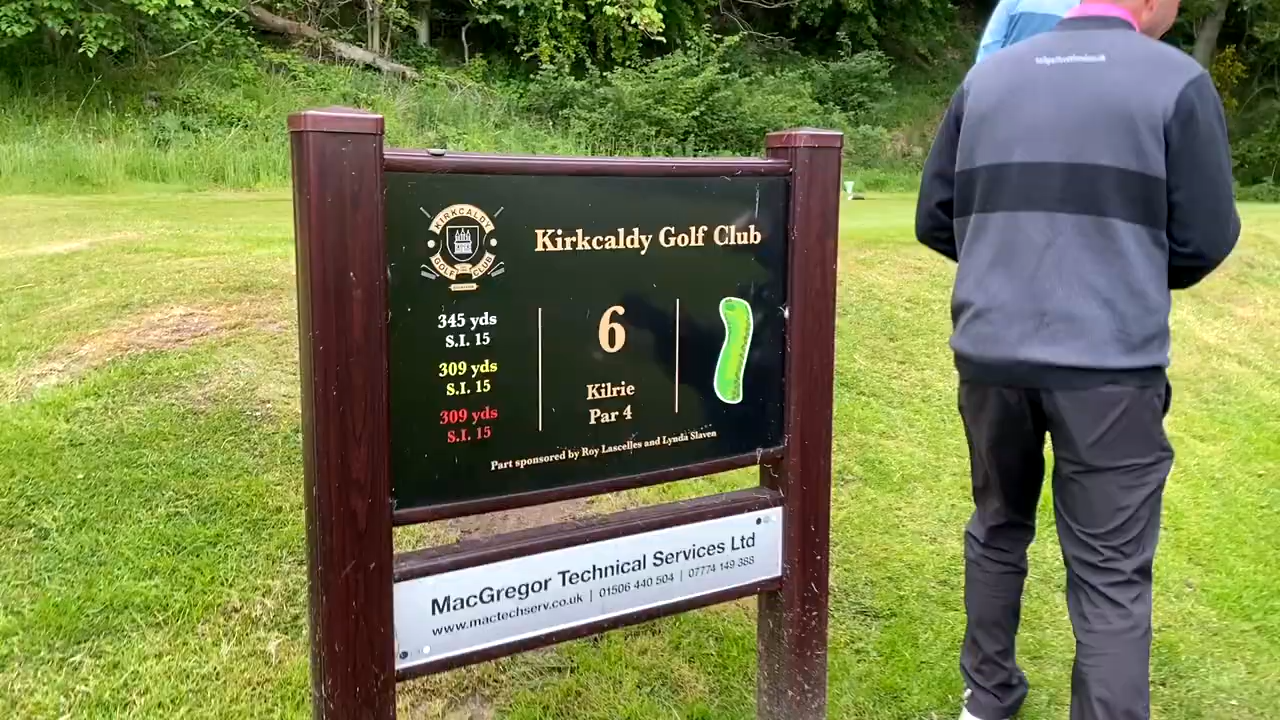 KIRKCALDY
GOLF CLUB
Kirkcaldy Golf Club
345 yds
S.I. 15
309 yds
S.I. 15
309 yds
S.I. 15
6
Kilrie
Par 4
Part sponsored by Roy Lascelles and Lynda Slaven
MacGregor Technical Services Ltd
www.mactechserv.co.uk | 01506 440 504 | 07774 149 388